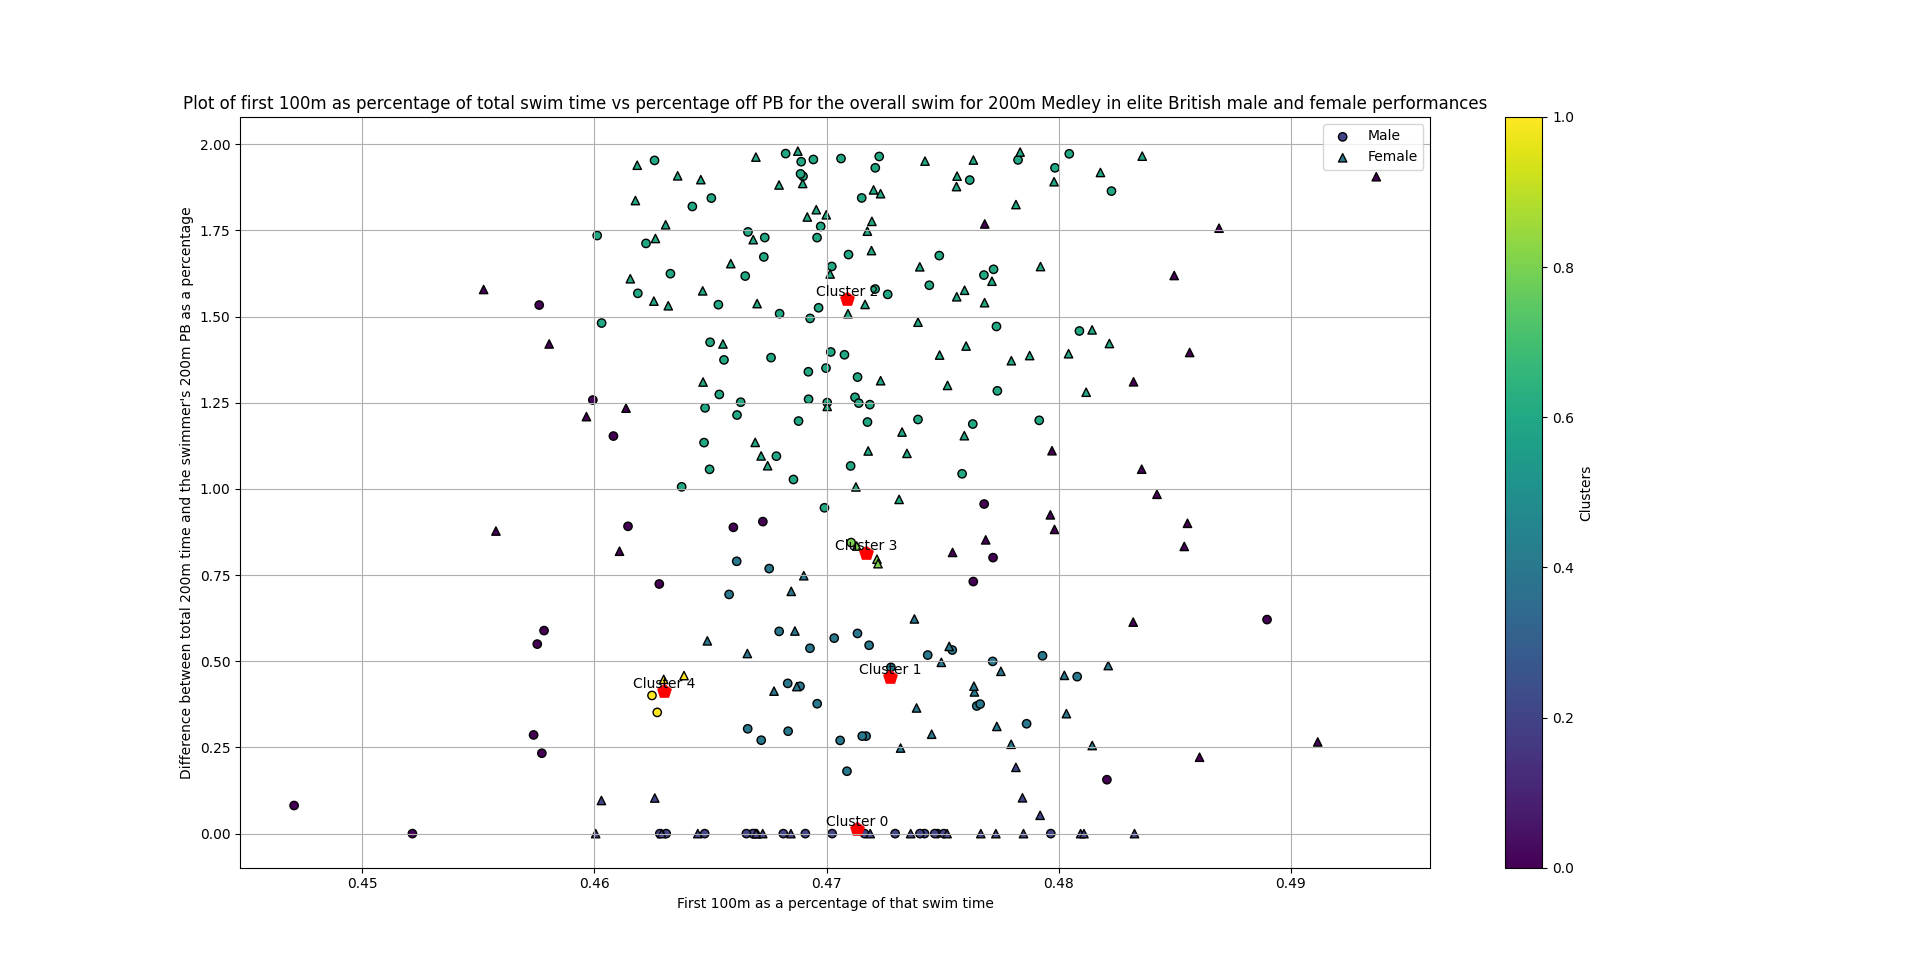 Plot of first 100m as percentage of total swim time vs percentage off PB for the overall swim for 200m Medley in elite British male and female performances
Male
Female
Difference between total 200m time and the swimmer's 200m PB as a percentage
2.00
1.75
1.50
1.25
1.00
0.75
0.50
0.25
0.00
Cluster 2
Cluster 3
Cluster 1
Cluster 4
Cluster 0
0.45
0.46
0.47
0.48
0.49
First 100m as a percentage of that swim time
1.0
0.8
0.6
0.4
0.2
0.0
Clusters